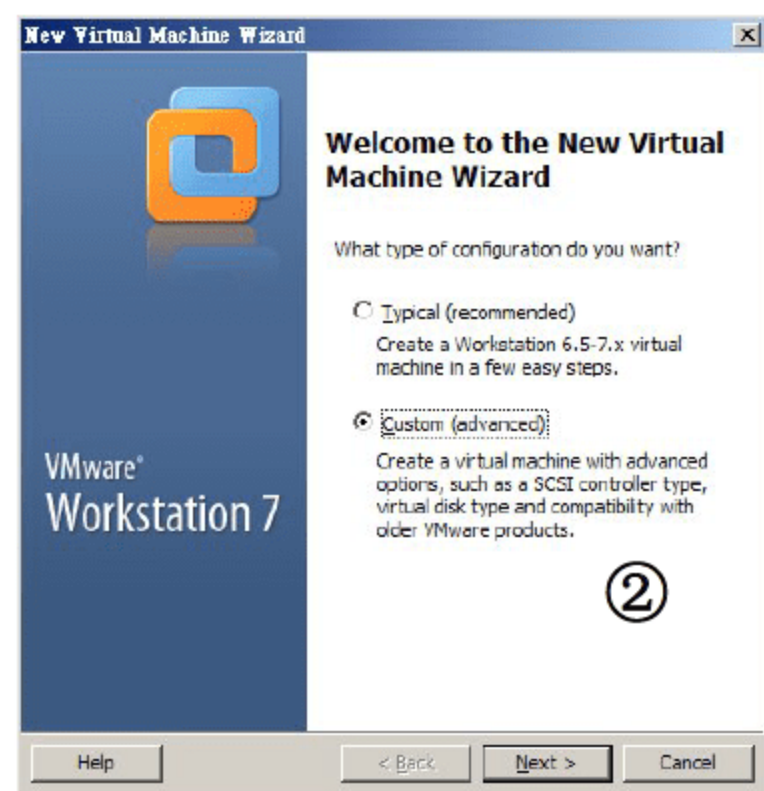 New Virtual Machine Wizard
Welcome to the New Virtual
Machine Wizard
What type of configuration do you want?
Typical (recommended)
Create a Workstation 6.5-7.x virtual
machine in a few easy steps.
Custom (advanced)
Create a virtual machine with advanced
options, such as a SCSI controller type,
virtual disk type and compatibility with
older VMware products.
VMware®
Workstation 7
②
Help
< Back
Next >
Cancel